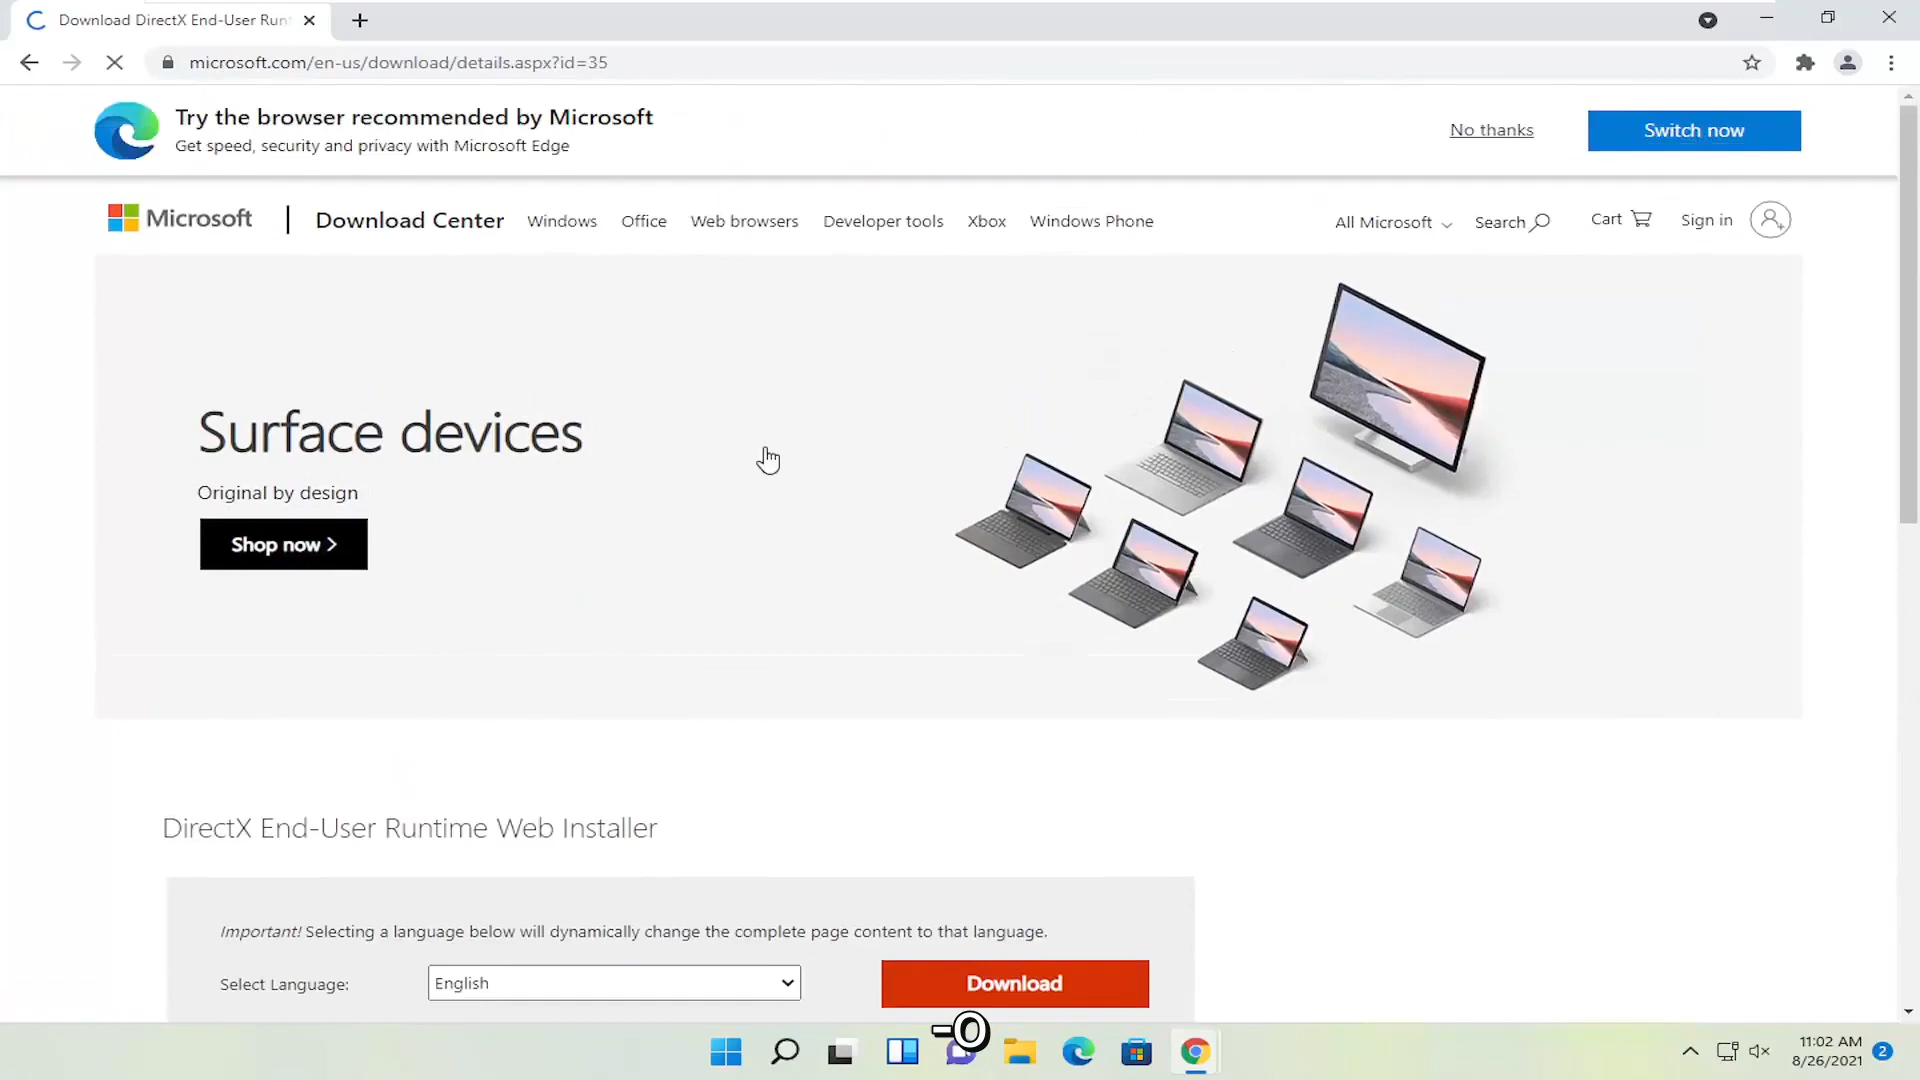 Download DirectX End-User Runt
microsoft.com/en-us/download/details.aspx?id=35
Try the browser recommended by Microsoft
Get speed, security and privacy with Microsoft Edge
No thanks
Switch now
Microsoft
Download Center
Windows
Office
Web browsers
Developer tools
Xbox
Windows Phone
All Microsoft
Search
Cart
Sign in
Surface devices
Original by design
Shop now >
DirectX End-User Runtime Web Installer
Important! Selecting a language below will dynamically change the complete page content to that language.
Select Language:
English
Download
-0
11:02 AM
8/26/2021
2